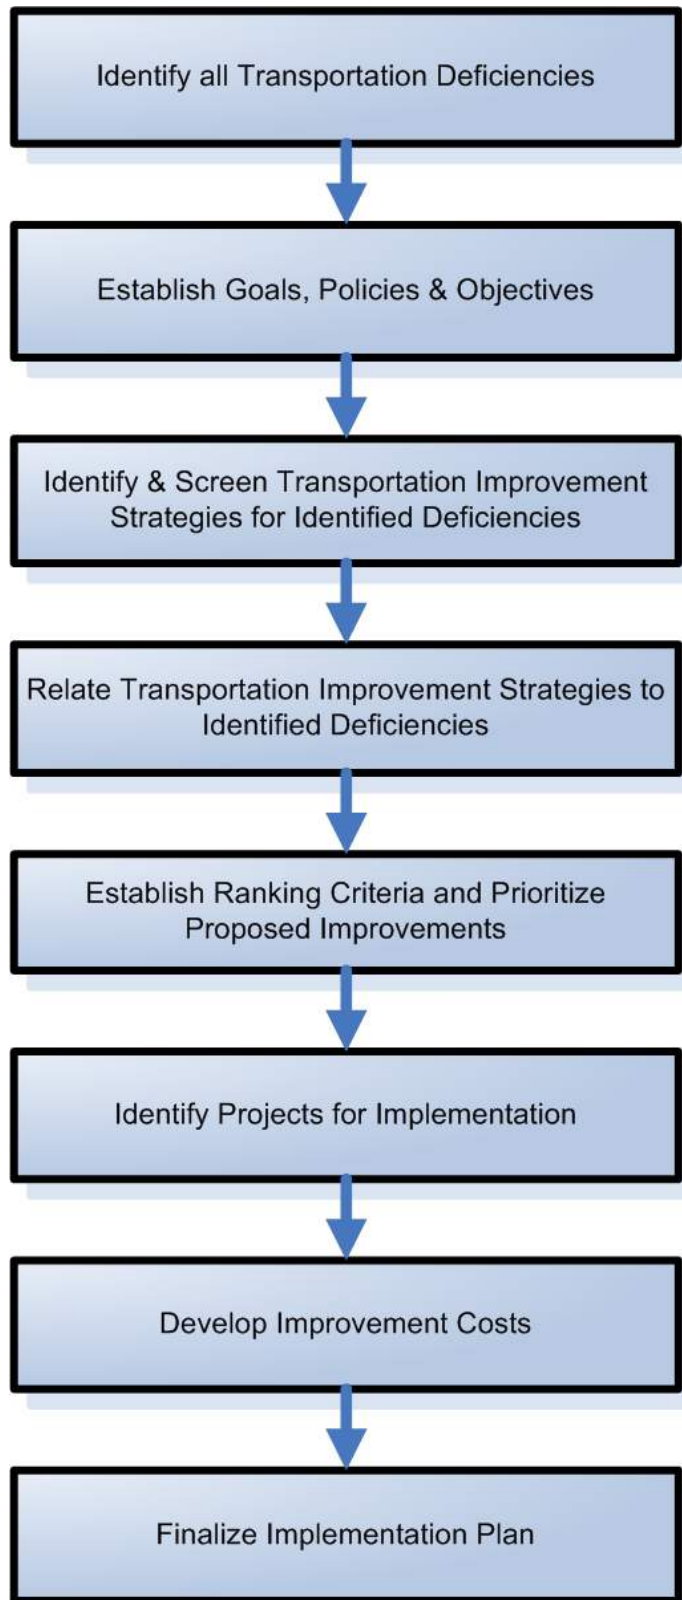 Identify all Transportation Deficiencies
Establish Goals, Policies & Objectives
Identify & Screen Transportation Improvement
Strategies for Identified Deficiencies
Relate Transportation Improvement Strategies to
Identified Deficiencies
Establish Ranking Criteria and Prioritize
Proposed Improvements
Identify Projects for Implementation
Develop Improvement Costs
Finalize Implementation Plan